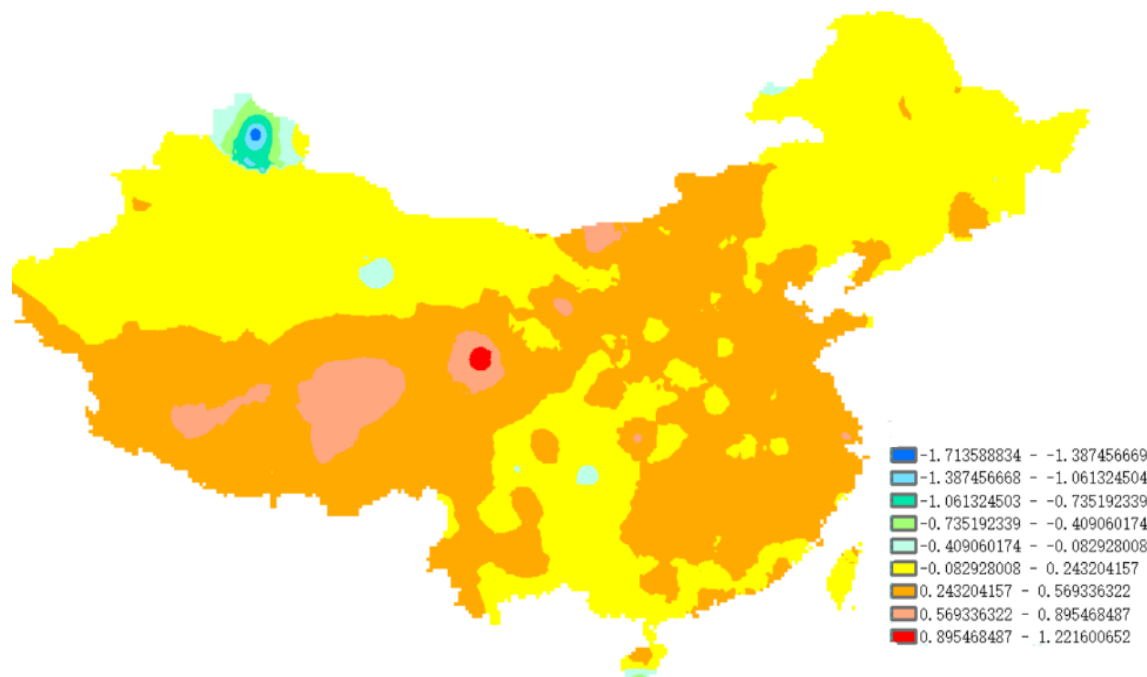 -1.713588834 - -1.387456669
-1.387456668 - -1.061324504
-1.061324503 - -0.735192339
-0.735192339 - -0.409060174
-0.409060174 - -0.082928008
-0.082928008 - 0.243204157
0.243204157 - 0.569336322
0.569336322 - 0.895468487
0.895468487 - 1.221600652